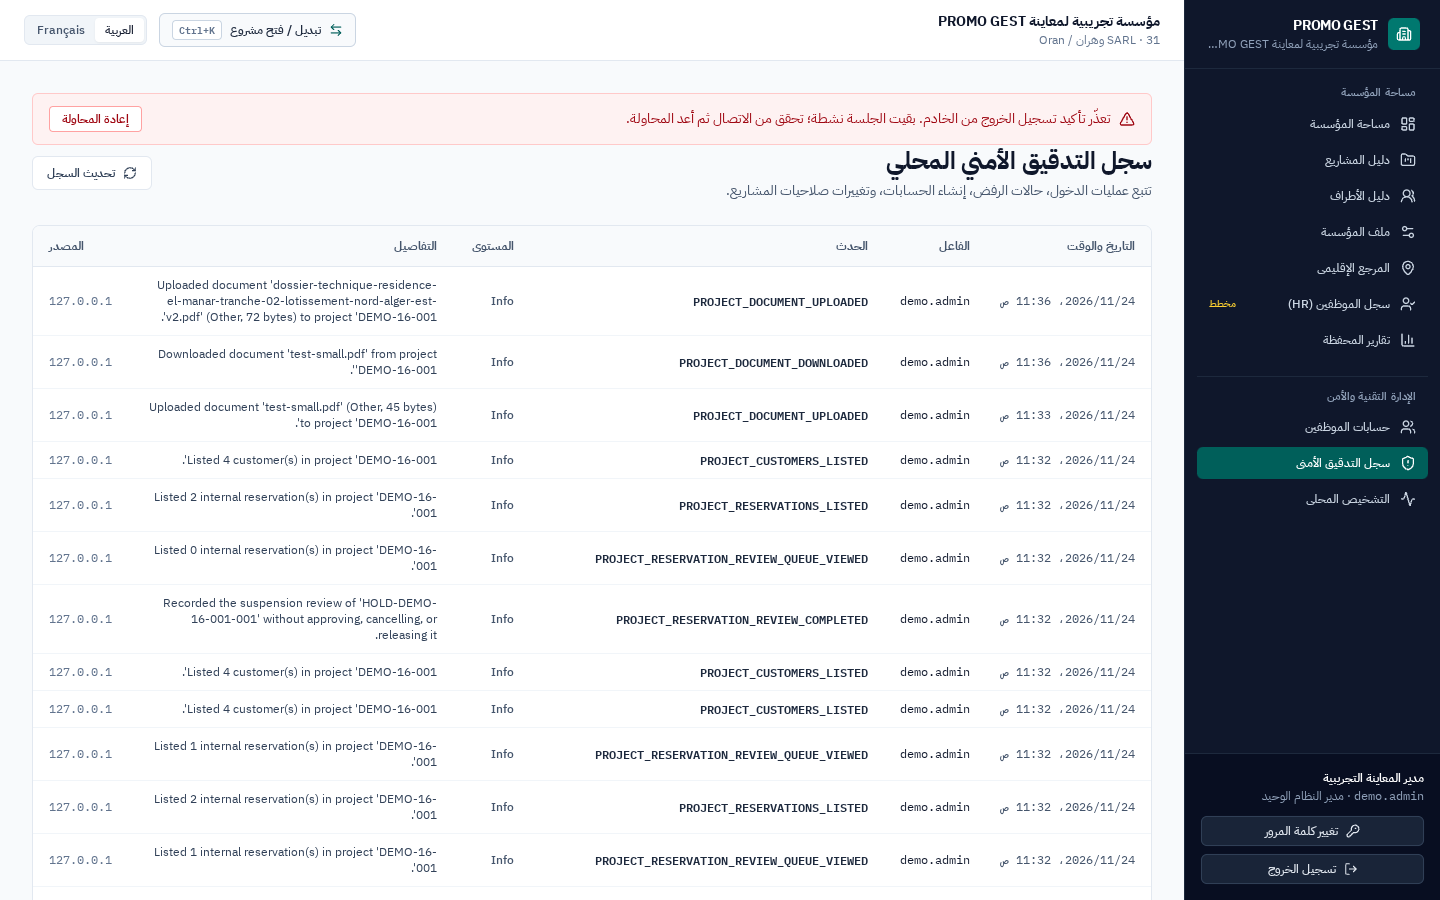 PROMO GEST
مؤسسة تجريبية لمعاينة PROMO GEST
SARL · 31 وهران / Oran
تبديل / فتح مشروع Ctrl+K
العربية
Français
مؤسسة تجريبية لمعاينة MO GEST...
مساحة المؤسسة
مساحة المؤسسة
دليل المشاريع
دليل الأطراف
ملف المؤسسة
المرجع الإقليمي
سجل الموظفين (HR) مخطط
تقارير المحفظة
الإدارة التقنية والأمن
حسابات الموظفين
سجل التدقيق الأمني
التشخيص المحلي
مدير المعاينة التجريبية
demo.admin · مدير النظام الوحيد
تغيير كلمة المرور
تسجيل الخروج
تعذّر تأكيد تسجيل الخروج من الخادم. بقيت الجلسة نشطة؛ تحقق من الاتصال ثم أعد المحاولة.
إعادة المحاولة
سجل التدقيق الأمني المحلي
تتبع عمليات الدخول، حالات الرفض، إنشاء الحسابات، وتغييرات صلاحيات المشاريع.
تحديث السجل
التاريخ والوقت الفاعل الحدث المستوى التفاصيل المصدر
2026/11/24، 11:36 ص demo.admin PROJECT_DOCUMENT_UPLOADED Info
Uploaded document 'dossier-technique-residence-
el-manar-tranche-02-lotissement-nord-alger-est-
v2.pdf' (Other, 72 bytes) to project 'DEMO-16-001'.
127.0.0.1
2026/11/24، 11:36 ص demo.admin PROJECT_DOCUMENT_DOWNLOADED Info
Downloaded document 'test-small.pdf' from project
'DEMO-16-001'.
127.0.0.1
2026/11/24، 11:33 ص demo.admin PROJECT_DOCUMENT_UPLOADED Info
Uploaded document 'test-small.pdf' (Other, 45 bytes)
to project 'DEMO-16-001'.
127.0.0.1
2026/11/24، 11:32 ص demo.admin PROJECT_CUSTOMERS_LISTED Info
Listed 4 customer(s) in project 'DEMO-16-001'.
127.0.0.1
2026/11/24، 11:32 ص demo.admin PROJECT_RESERVATIONS_LISTED Info
Listed 2 internal reservation(s) in project 'DEMO-16-
001'.
127.0.0.1
2026/11/24، 11:32 ص demo.admin PROJECT_RESERVATION_REVIEW_QUEUE_VIEWED Info
Listed 0 internal reservation(s) in project 'DEMO-16-
001'.
127.0.0.1
2026/11/24، 11:32 ص demo.admin PROJECT_RESERVATION_REVIEW_COMPLETED Info
Recorded the suspension review of 'HOLD-DEMO-
16-001-001' without approving, cancelling, or
releasing it.
127.0.0.1
2026/11/24، 11:32 ص demo.admin PROJECT_CUSTOMERS_LISTED Info
Listed 4 customer(s) in project 'DEMO-16-001'.
127.0.0.1
2026/11/24، 11:32 ص demo.admin PROJECT_CUSTOMERS_LISTED Info
Listed 4 customer(s) in project 'DEMO-16-001'.
127.0.0.1
2026/11/24، 11:32 ص demo.admin PROJECT_RESERVATION_REVIEW_QUEUE_VIEWED Info
Listed 1 internal reservation(s) in project 'DEMO-16-
001'.
127.0.0.1
2026/11/24، 11:32 ص demo.admin PROJECT_RESERVATIONS_LISTED Info
Listed 2 internal reservation(s) in project 'DEMO-16-
001'.
127.0.0.1
2026/11/24، 11:32 ص demo.admin PROJECT_RESERVATION_REVIEW_QUEUE_VIEWED Info
Listed 1 internal reservation(s) in project 'DEMO-16-
001'.
127.0.0.1